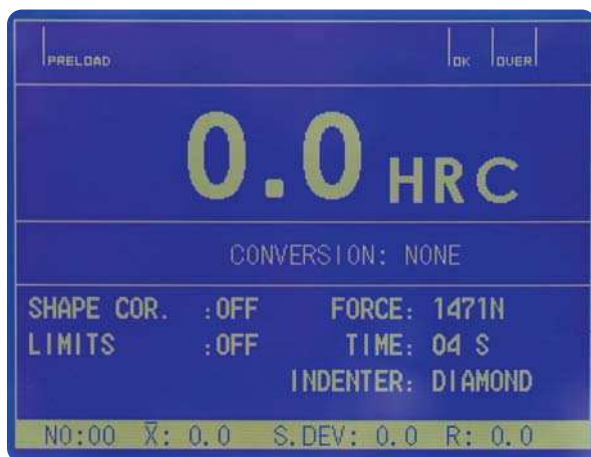 PRELOAD OK OVER
0.0 HRC
CONVERSION: NONE
SHAPE COR. :OFF FORCE: 1471N
LIMITS :OFF TIME: 04 S
INDENTER: DIAMOND
NO:00 X̅: 0.0 S.DEV: 0.0 R: 0.0